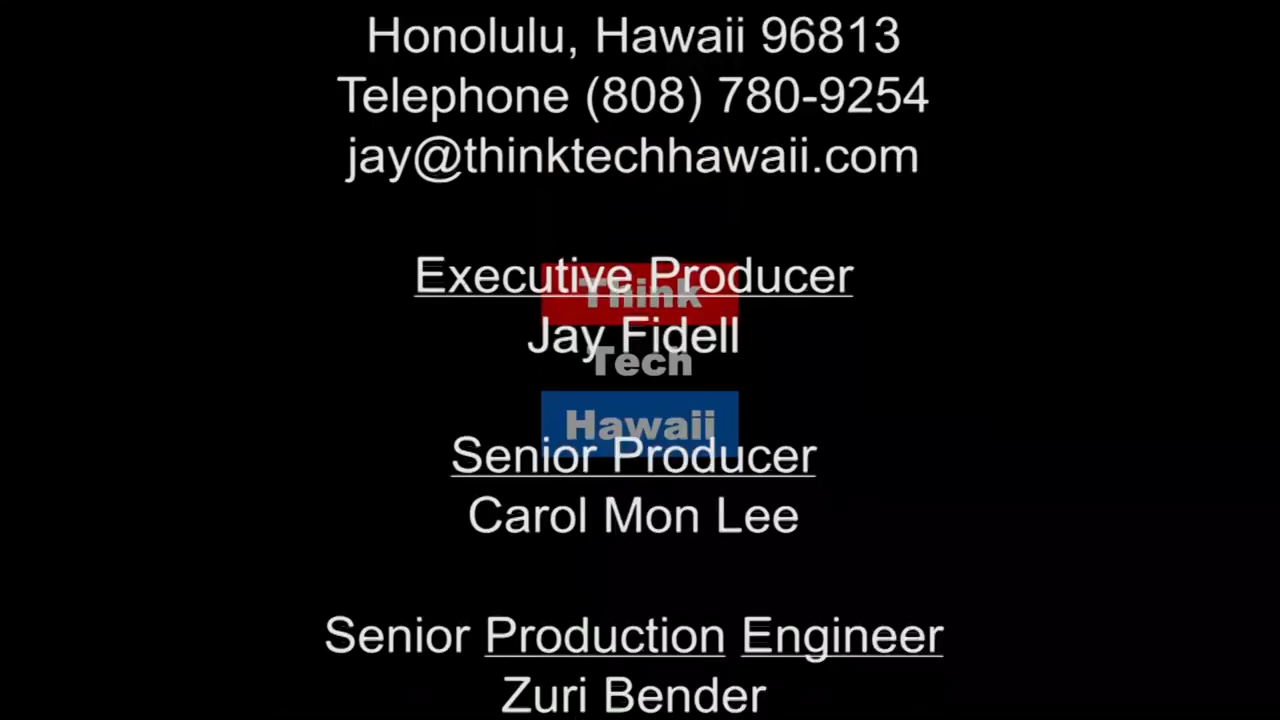 Honolulu, Hawaii 96813
Telephone (808) 780-9254
jay@thinktechhawaii.com
Executive Producer
Think
Jay Fidell
Tech
Hawaii
Senior Producer
Carol Mon Lee
Senior Production Engineer
Zuri Bender